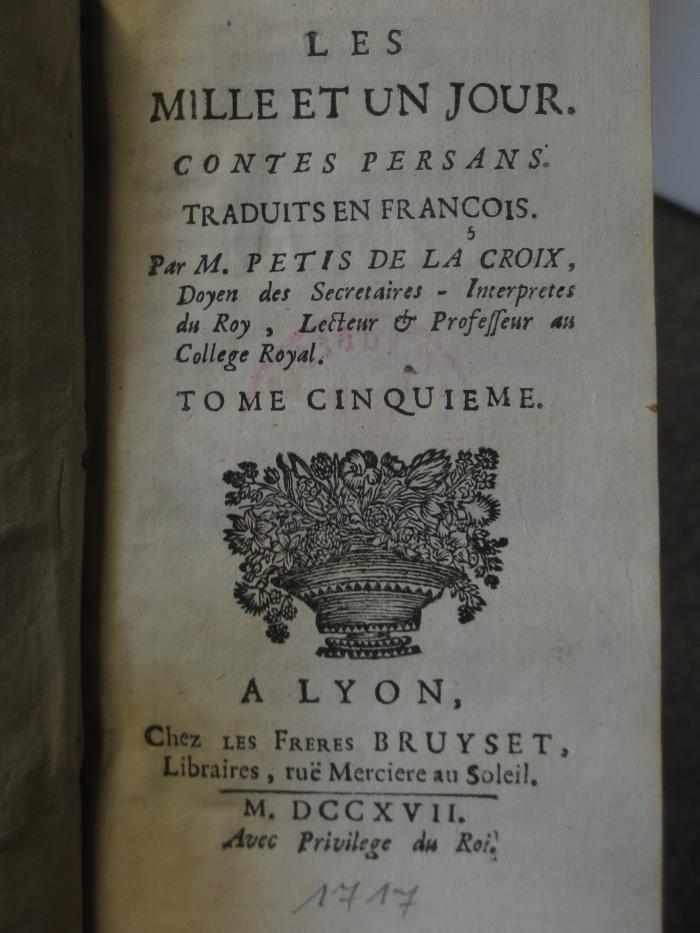 LES
MILLE ET UN JOUR.
CONTES PERSANS.
TRADUITS EN FRANÇOIS.
Par M. PETIS DE LA CROIX,
Doyen des Secretaires - Interpretes
du Roy, Lecteur & Professeur au
College Royal.
TOME CINQUIEME.
A LYON,
Chez LES FRERES BRUYSET,
Libraires, ruë Merciere au Soleil.
M. DCCXVII.
Avec Privilege du Roi.
1717